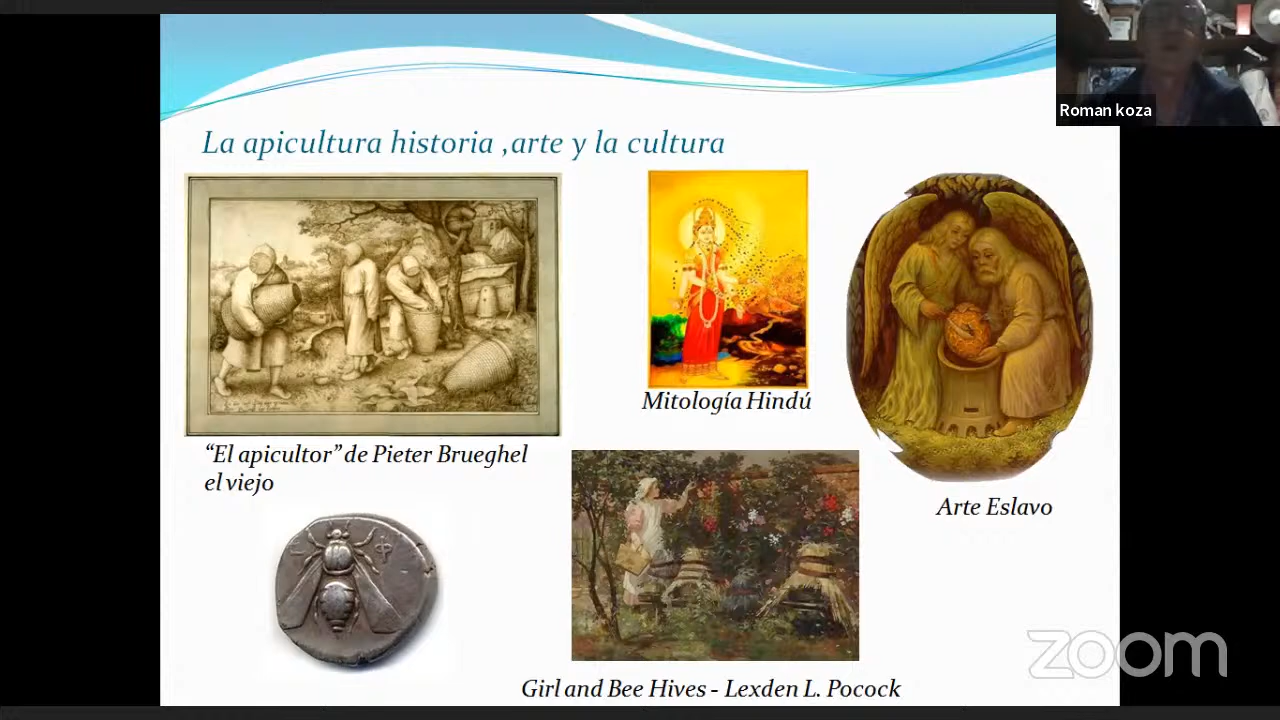 Roman koza
La apicultura historia ,arte y la cultura
Mitología Hindú
“El apicultor” de Pieter Brueghel
el viejo
Arte Eslavo
Girl and Bee Hives - Lexden L. Pocock
zoom